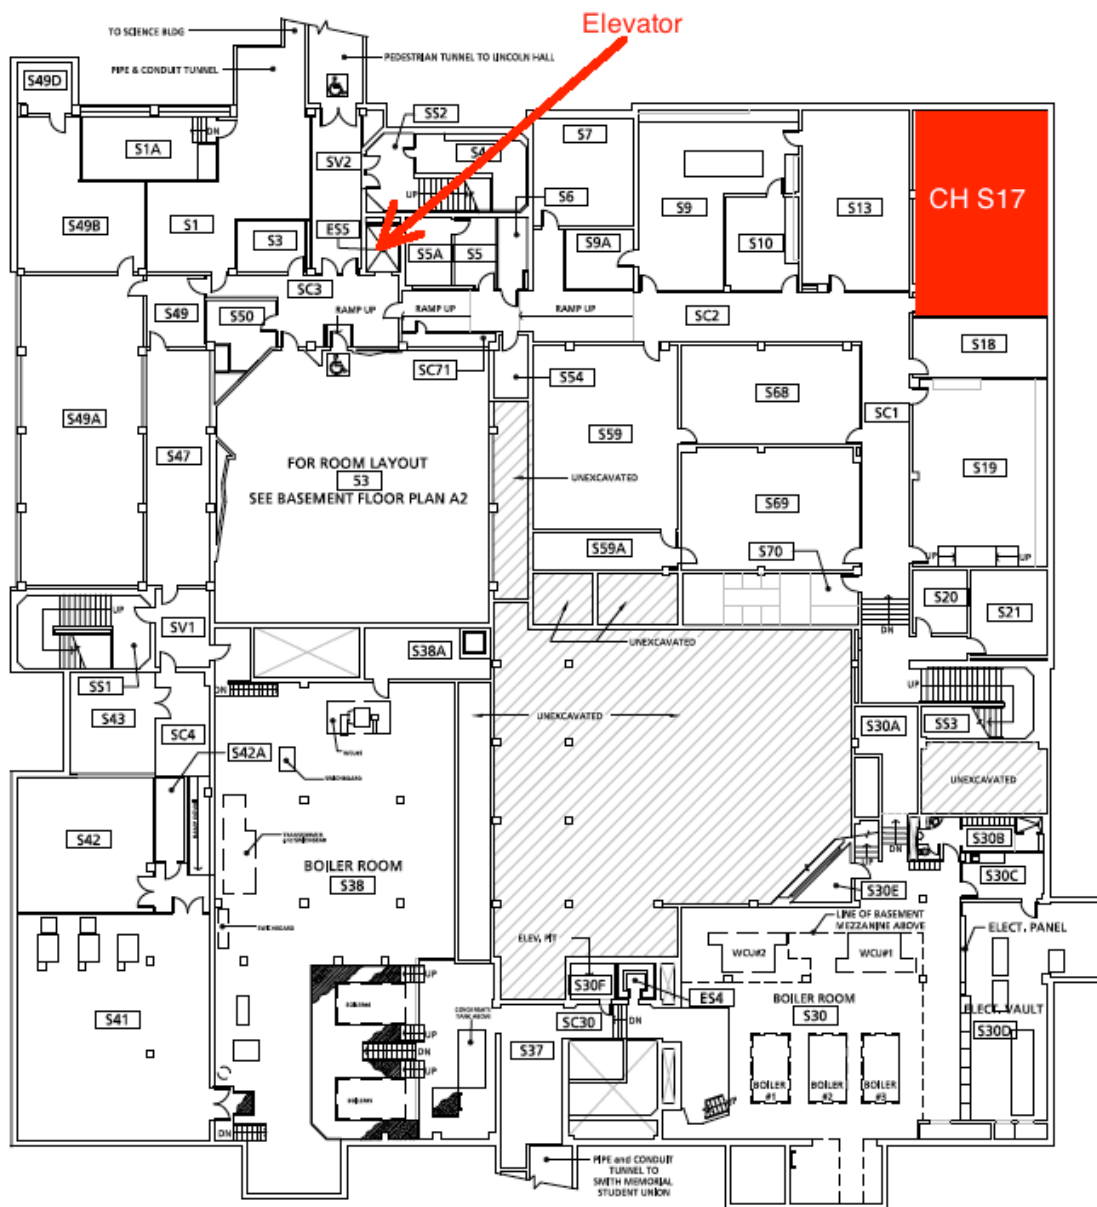 Elevator
TO SCIENCE BLDG
PEDESTRIAN TUNNEL TO LINCOLN HALL
PIPE & CONDUIT TUNNEL
S49D
SS2
S7
DN
S1A
SV2
S4
CH S17
UP
S6
S9
S13
S49B
S1
ES5
S3
S5A
S5
S9A
S10
SC3
RAMP UP
RAMP UP
RAMP UP
SC2
S49
S50
S18
SC71
S54
S68
SC1
S49A
S47
S59
FOR ROOM LAYOUT
S3
SEE BASEMENT FLOOR PLAN A2
UNEXCAVATED
S19
S69
S59A
S70
UP
UP
S20
S21
UP
SV1
UNEXCAVATED
DN
S38A
SS1
DN
UP
S43
UNEXCAVATED
S30A
SS3
SC4
S42A
UNEXCAVATED
S42
S30B
DN
UP
BOILER ROOM
S38
S30C
S30E
LINE OF BASEMENT
MEZZANINE ABOVE
ELECT. PANEL
ELEV. PIT
WCU#2
WCU#1
UP
S30F
ES4
BOILER ROOM
S30
ELECT. VAULT
S30D
S41
SC30
DN
UP
DN
S37
UP
BOILER
#1
BOILER
#2
BOILER
#3
UP
DN
PIPE and CONDUIT
TUNNEL TO
SMITH MEMORIAL
STUDENT UNION